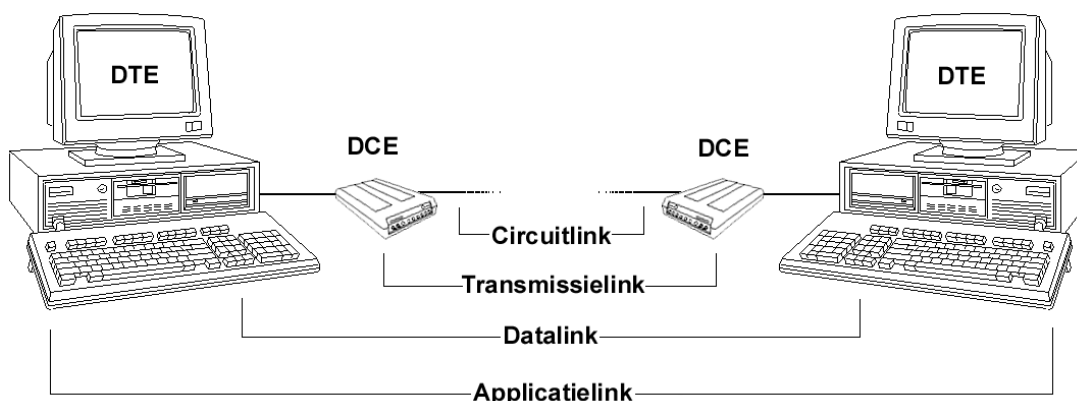 DTE
DTE
DCE
DCE
Circuitlink
Transmissielink
Datalink
Applicatielink